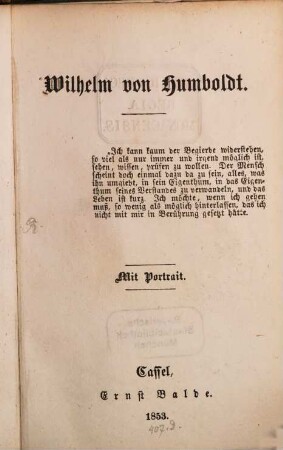 Wilhelm von Humboldt.
„Ich kann kaum der Begierde widerstehen,
so viel als nur immer und irgend möglich ist,
sehen, wissen, prüfen zu wollen. Der Mensch
scheint doch einmal dazu da zu sein, alles, was
ihn umgiebt, in sein Eigenthum, in das Eigen-
thum seines Verstandes zu verwandeln, und das
Leben ist kurz. Ich möchte, wenn ich gehen
muß, so wenig als möglich hinterlassen, das ich
nicht mit mir in Berührung gesetzt hätte.
Mit Portrait.
Bayerische
Staatsbibliothek
München
Cassel,
Ernst Balde.
1853.